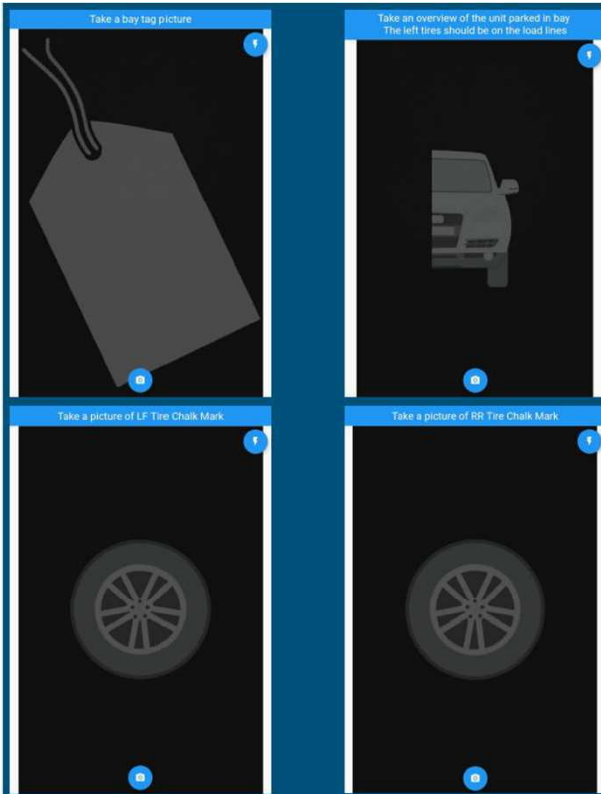 Take a bay tag picture
Take an overview of the unit parked in bay
The left tires should be on the load lines
Take a picture of LF Tire Chalk Mark
Take a picture of RR Tire Chalk Mark